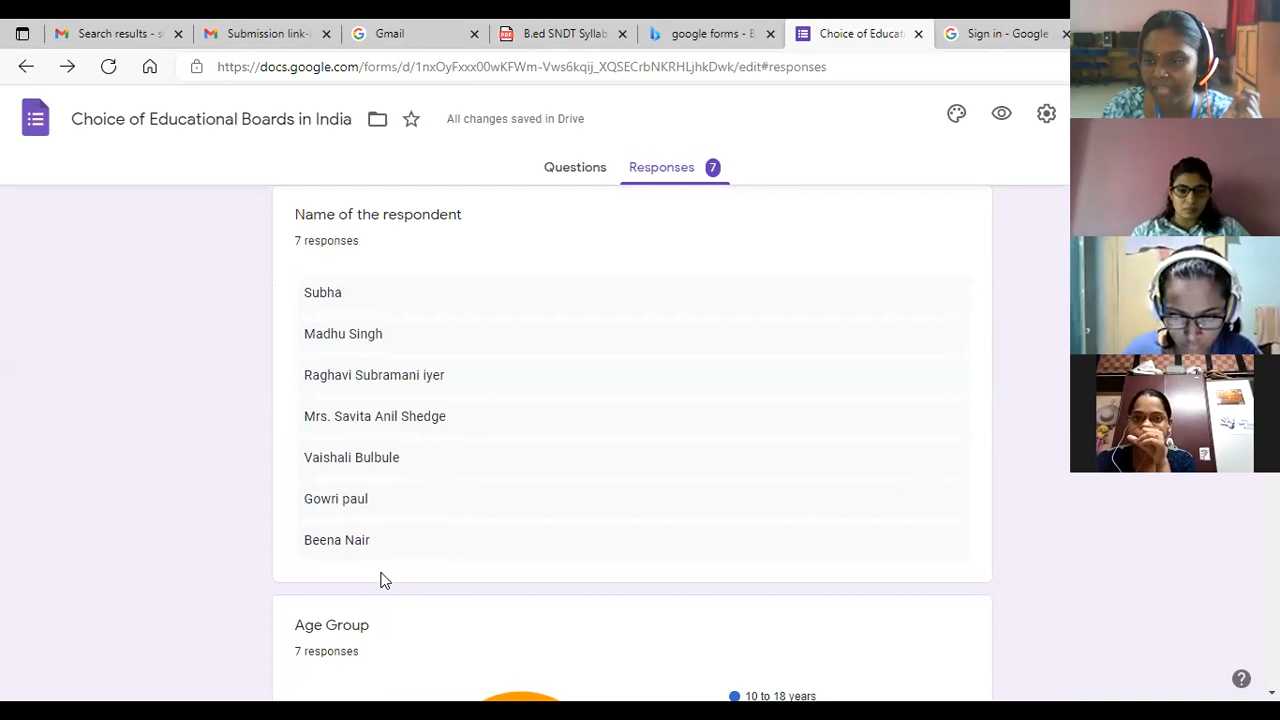 Search results - s
Submission link-
Gmail
B.ed SNDT Syllab
google forms - B
Choice of Educat
Sign in - Google
https://docs.google.com/forms/d/1nxOyFxxx00wKFWm-Vws6kqij_XQSECrbNKRHLjhkDwk/edit#responses
Choice of Educational Boards in India
All changes saved in Drive
Questions
Responses 7
Name of the respondent
7 responses
Subha
Madhu Singh
Raghavi Subramani iyer
Mrs. Savita Anil Shedge
Vaishali Bulbule
Gowri paul
Beena Nair
Age Group
7 responses
10 to 18 years